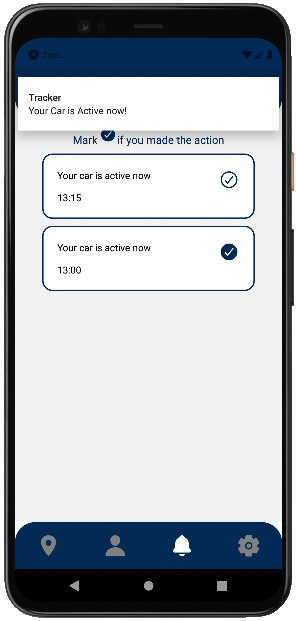 Expo.
Tracker
Your Car is Active now!
Mark if you made the action
Your car is active now
13:15
Your car is active now
13:00